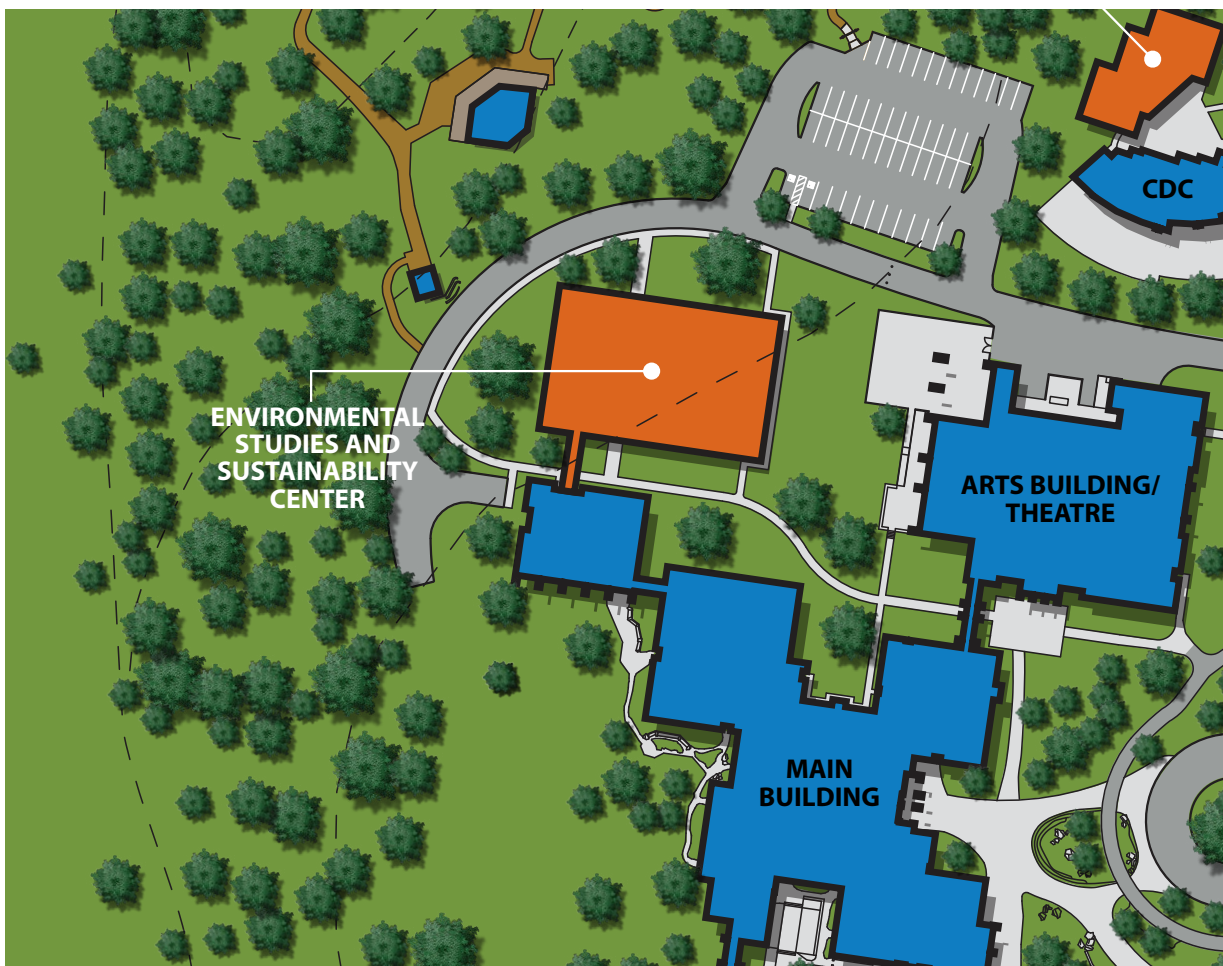 CDC
ENVIRONMENTAL
STUDIES AND
SUSTAINABILITY
CENTER
ARTS BUILDING/
THEATRE
MAIN
BUILDING